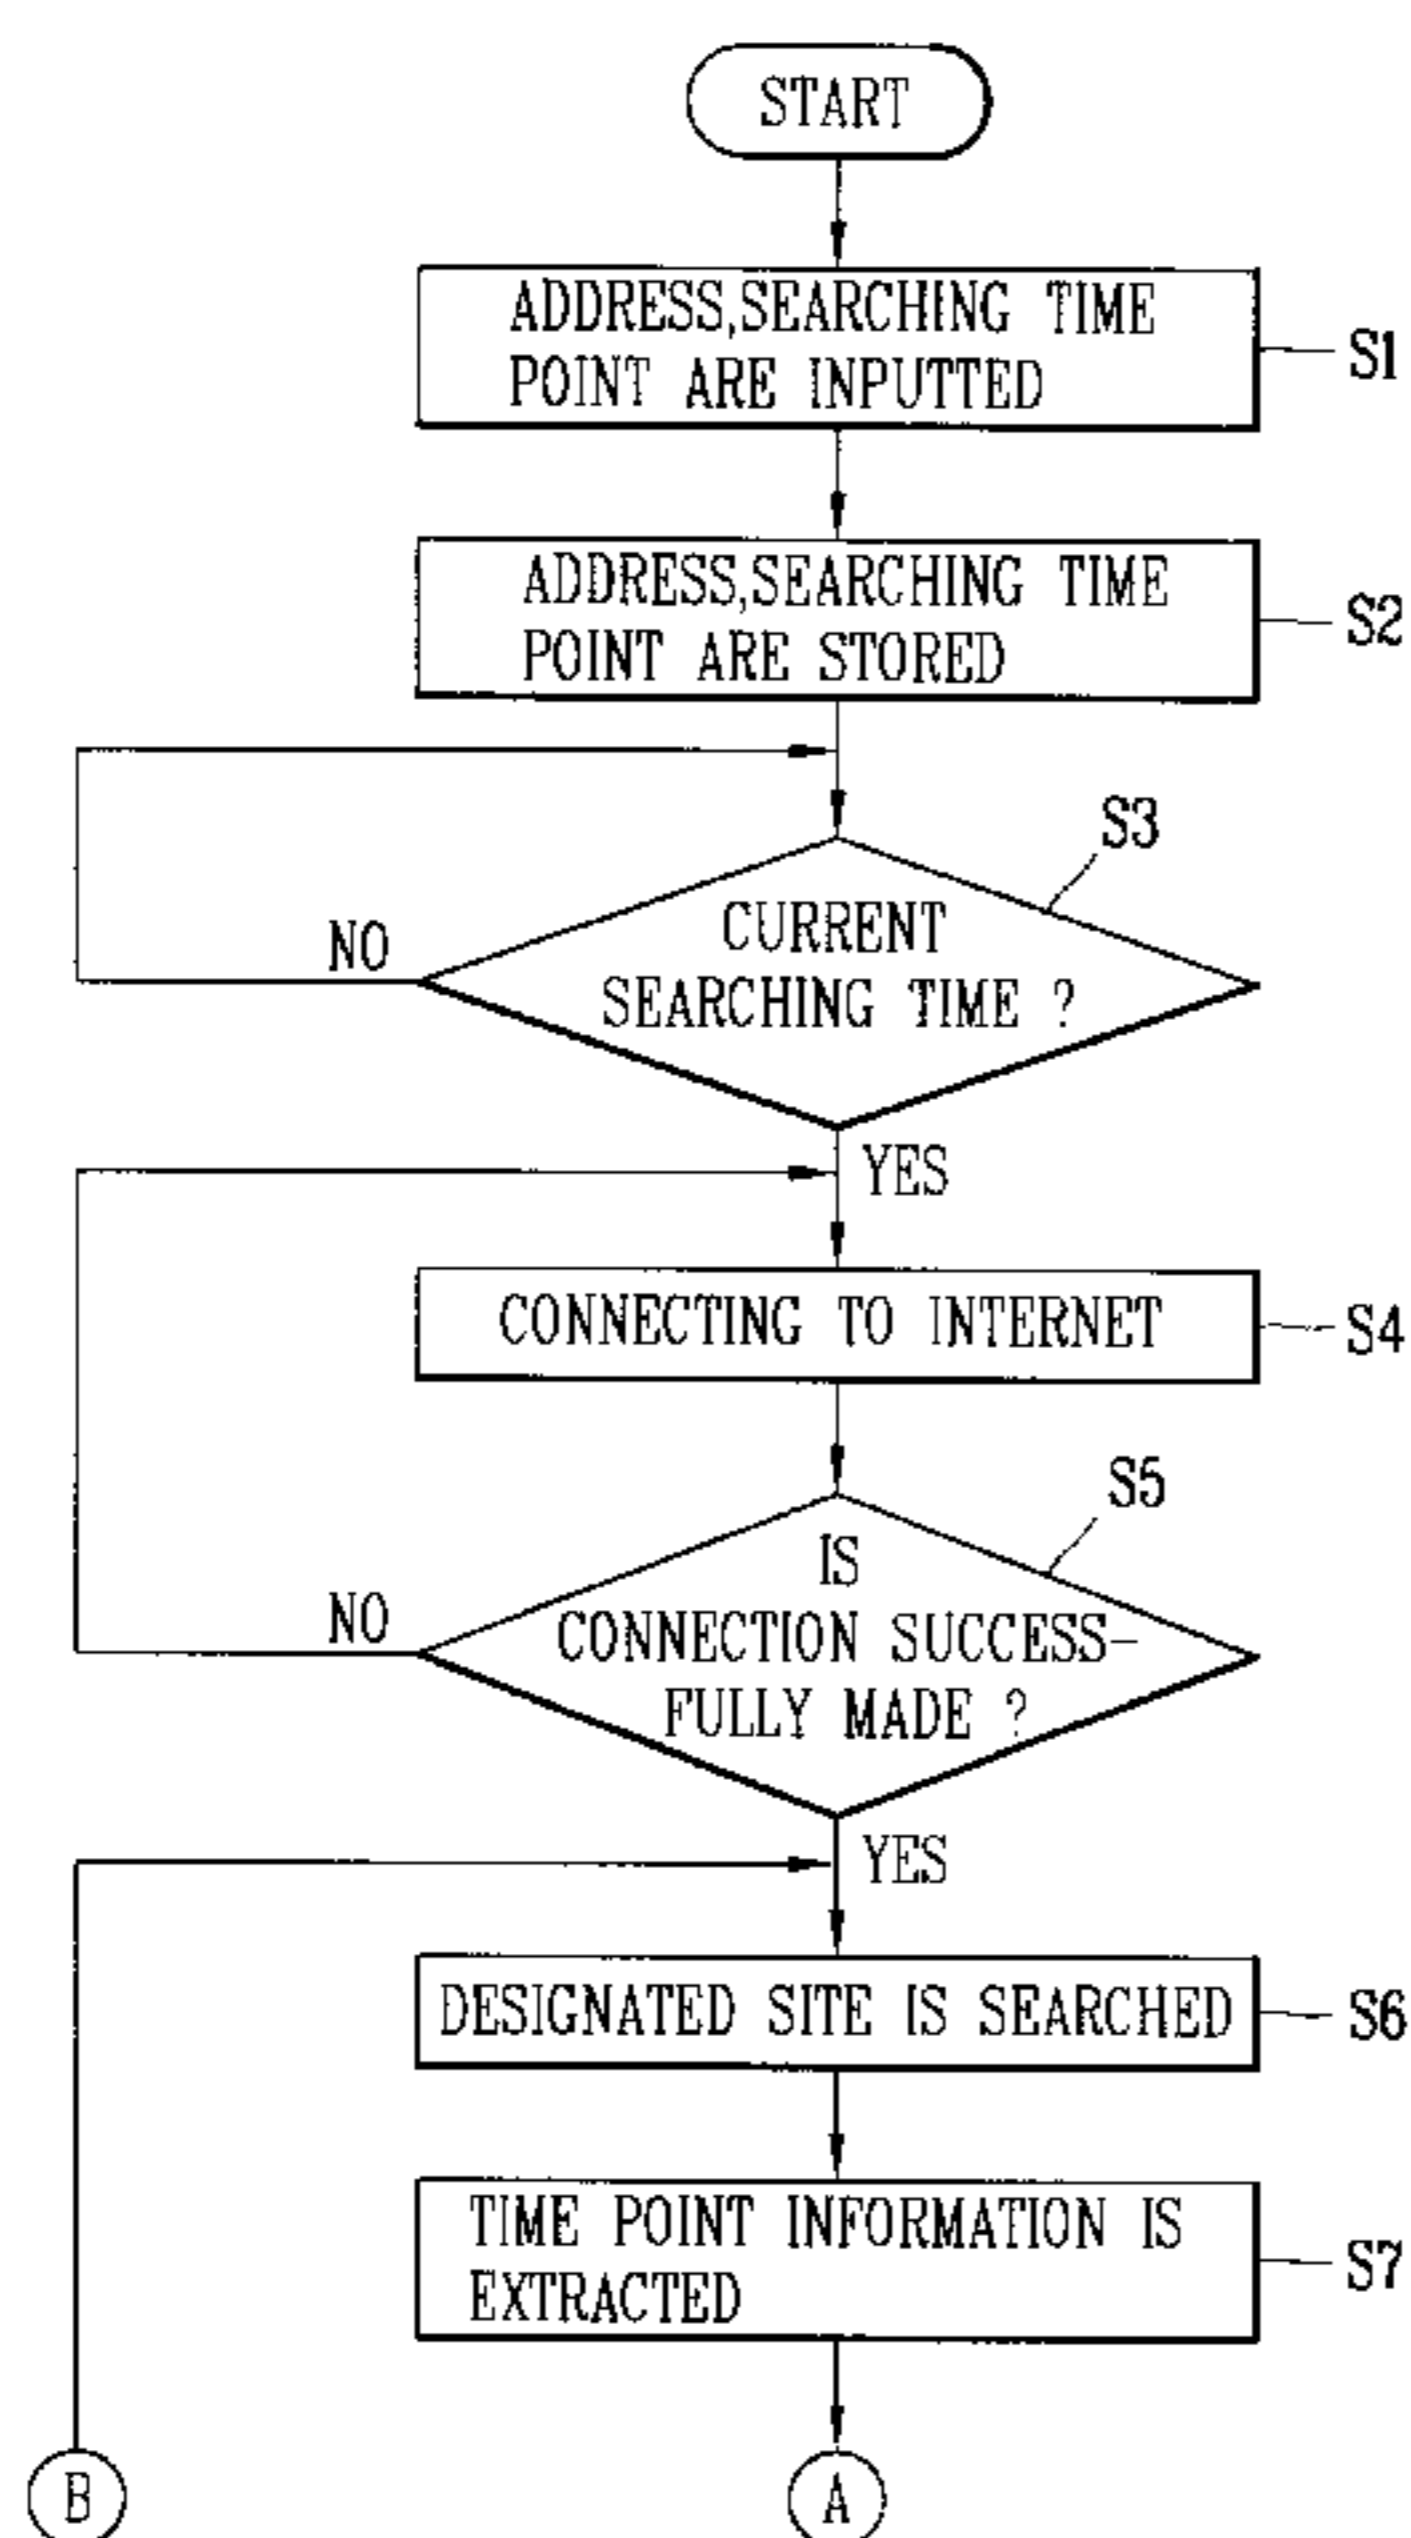 START
ADDRESS,SEARCHING TIME
POINT ARE INPUTTED
S1
ADDRESS,SEARCHING TIME
POINT ARE STORED
S2
S3
CURRENT
SEARCHING TIME ?
NO
YES
CONNECTING TO INTERNET
S4
S5
IS
CONNECTION SUCCESS-
FULLY MADE ?
NO
YES
DESIGNATED SITE IS SEARCHED
S6
TIME POINT INFORMATION IS
EXTRACTED
S7
B
A